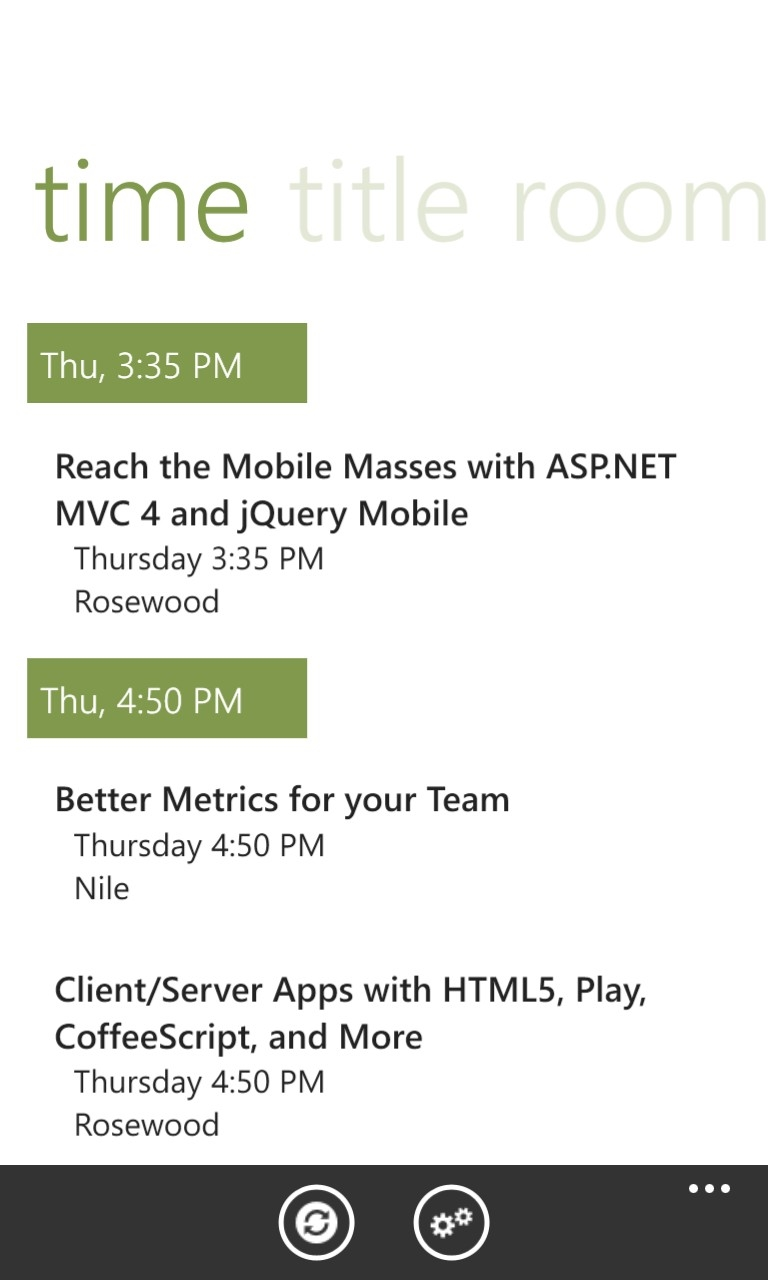 time title room
Thu, 3:35 PM
Reach the Mobile Masses with ASP.NET
MVC 4 and jQuery Mobile
Thursday 3:35 PM
Rosewood
Thu, 4:50 PM
Better Metrics for your Team
Thursday 4:50 PM
Nile
Client/Server Apps with HTML5, Play,
CoffeeScript, and More
Thursday 4:50 PM
Rosewood